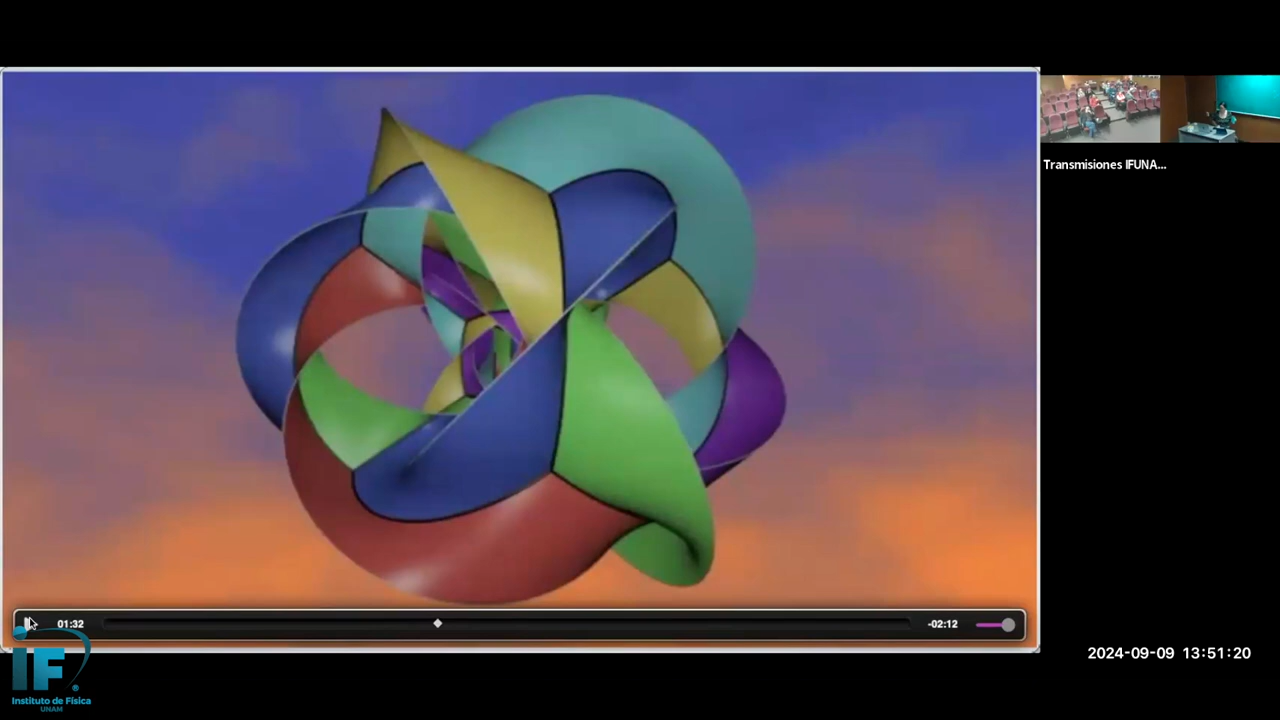 Transmisiones IFUNA...
01:32
-02:12
IF
Instituto de Física
UNAM
2024-09-09 13:51:20